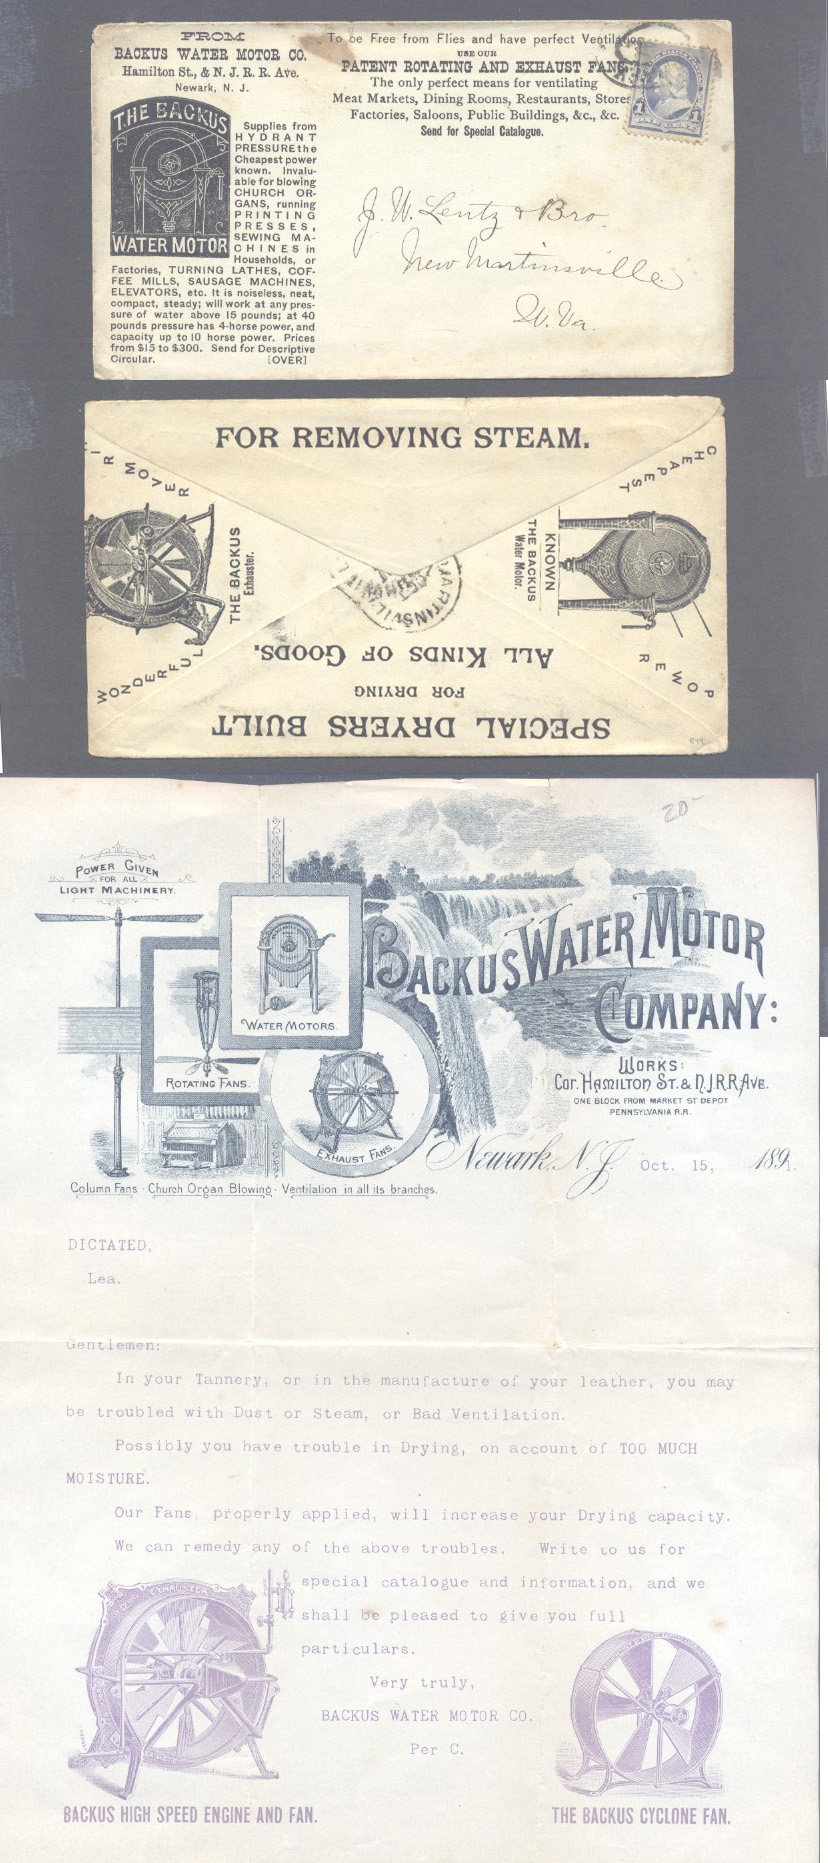 FROM
BACKUS WATER MOTOR CO.
Hamilton St., & N. J. R. R. Ave.
Newark, N. J.
THE BACKUS
WATER MOTOR
Supplies from
HYDRANT
PRESSURE the
Cheapest power
known. Invalu-
able for blowing
CHURCH OR-
GANS, running
PRINTING
PRESSES,
SEWING MA-
CHINES in
Households, or
Factories, TURNING LATHES, COF-
FEE MILLS, SAUSAGE MACHINES,
ELEVATORS, etc. It is noiseless, neat,
compact, steady; will work at any pres-
sure of water above 15 pounds; at 40
pounds pressure has 4-horse power, and
capacity up to 10 horse power. Prices
from $15 to $300. Send for Descriptive
Circular. [OVER]
To be Free from Flies and have perfect Ventilation
USE OUR
PATENT ROTATING AND EXHAUST FANS.
The only perfect means for ventilating
Meat Markets, Dining Rooms, Restaurants, Stores
Factories, Saloons, Public Buildings, &c., &c.
Send for Special Catalogue.
1 1
ONE CENT
J. W. Lentz & Bro.
New Martinsville
W. Va.
FOR REMOVING STEAM.
AIR MOVER
WONDERFUL
THE BACKUS
Exhauster.
CHEAPEST
POWER
KNOWN
THE BACKUS
Water Motor.
MARTINSVILLE
SPECIAL DRYERS BUILT
FOR DRYING
ALL KINDS OF GOODS.
20-
POWER GIVEN
FOR ALL
LIGHT MACHINERY.
BACKUS WATER MOTOR
COMPANY:
WATER MOTORS.
ROTATING FANS.
EXHAUST FANS.
WORKS:
Cor. HAMILTON ST. & N.J.R.R. AVE.
ONE BLOCK FROM MARKET ST DEPOT
PENNSYLVANIA R.R.
Column Fans · Church Organ Blowing · Ventilation in all its branches.
Newark, N.J. Oct. 15, 1891.
DICTATED,
Lea.
Gentlemen:
In your Tannery, or in the manufacture of your leather, you may
be troubled with Dust or Steam, or Bad Ventilation.
Possibly you have trouble in Drying, on account of TOO MUCH
MOISTURE.
Our Fans, properly applied, will increase your Drying capacity.
We can remedy any of the above troubles. Write to us for
special catalogue and information, and we
shall be pleased to give you full
particulars.
Very truly,
BACKUS WATER MOTOR CO.
Per C.
EXHAUSTER
BACKUS HIGH SPEED ENGINE AND FAN.
THE BACKUS CYCLONE FAN.